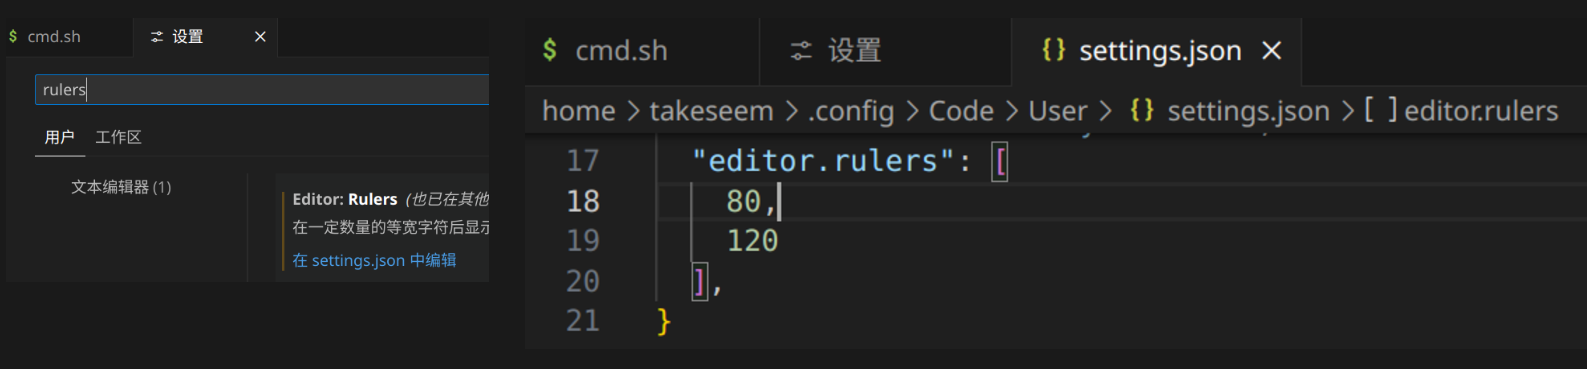 $ cmd.sh
设置
rulers
用户 工作区
文本编辑器 (1)
Editor: Rulers (也已在其他
在一定数量的等宽字符后显示
在 settings.json 中编辑
$ cmd.sh
设置
{} settings.json
home > takeseem > .config > Code > User > {} settings.json > [ ] editor.rulers
17 "editor.rulers": [
18 80,
19 120
20 ],
21 }